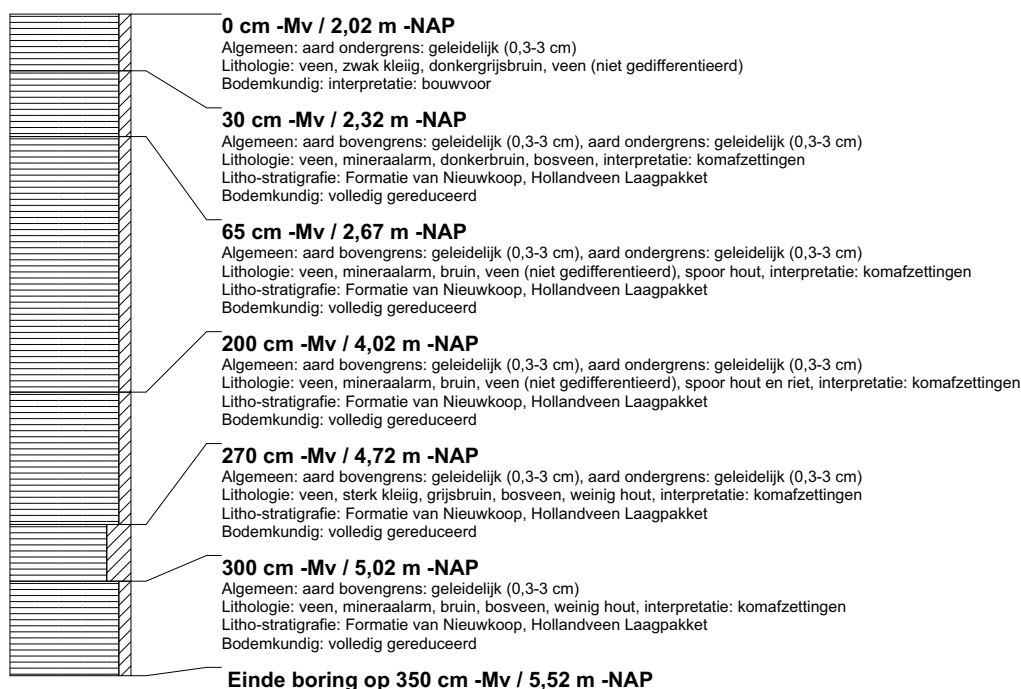 0 cm -Mv / 2,02 m -NAP
Algemeen: aard ondergrens: geleidelijk (0,3-3 cm)
Lithologie: veen, zwak kleiig, donkergrijsbruin, veen (niet gedifferentieerd)
Bodemkundig: interpretatie: bouwvoor
30 cm -Mv / 2,32 m -NAP
Algemeen: aard bovengrens: geleidelijk (0,3-3 cm), aard ondergrens: geleidelijk (0,3-3 cm)
Lithologie: veen, mineraalarm, donkerbruin, bosveen, interpretatie: komafzettingen
Litho-stratigrafie: Formatie van Nieuwkoop, Hollandveen Laagpakket
Bodemkundig: volledig gereduceerd
65 cm -Mv / 2,67 m -NAP
Algemeen: aard bovengrens: geleidelijk (0,3-3 cm), aard ondergrens: geleidelijk (0,3-3 cm)
Lithologie: veen, mineraalarm, bruin, veen (niet gedifferentieerd), spoor hout, interpretatie: komafzettingen
Litho-stratigrafie: Formatie van Nieuwkoop, Hollandveen Laagpakket
Bodemkundig: volledig gereduceerd
200 cm -Mv / 4,02 m -NAP
Algemeen: aard bovengrens: geleidelijk (0,3-3 cm), aard ondergrens: geleidelijk (0,3-3 cm)
Lithologie: veen, mineraalarm, bruin, veen (niet gedifferentieerd), spoor hout en riet, interpretatie: komafzettingen
Litho-stratigrafie: Formatie van Nieuwkoop, Hollandveen Laagpakket
Bodemkundig: volledig gereduceerd
270 cm -Mv / 4,72 m -NAP
Algemeen: aard bovengrens: geleidelijk (0,3-3 cm), aard ondergrens: geleidelijk (0,3-3 cm)
Lithologie: veen, sterk kleiig, grijsbruin, bosveen, weinig hout, interpretatie: komafzettingen
Litho-stratigrafie: Formatie van Nieuwkoop, Hollandveen Laagpakket
Bodemkundig: volledig gereduceerd
300 cm -Mv / 5,02 m -NAP
Algemeen: aard bovengrens: geleidelijk (0,3-3 cm)
Lithologie: veen, mineraalarm, bruin, bosveen, weinig hout, interpretatie: komafzettingen
Litho-stratigrafie: Formatie van Nieuwkoop, Hollandveen Laagpakket
Bodemkundig: volledig gereduceerd
Einde boring op 350 cm -Mv / 5,52 m -NAP